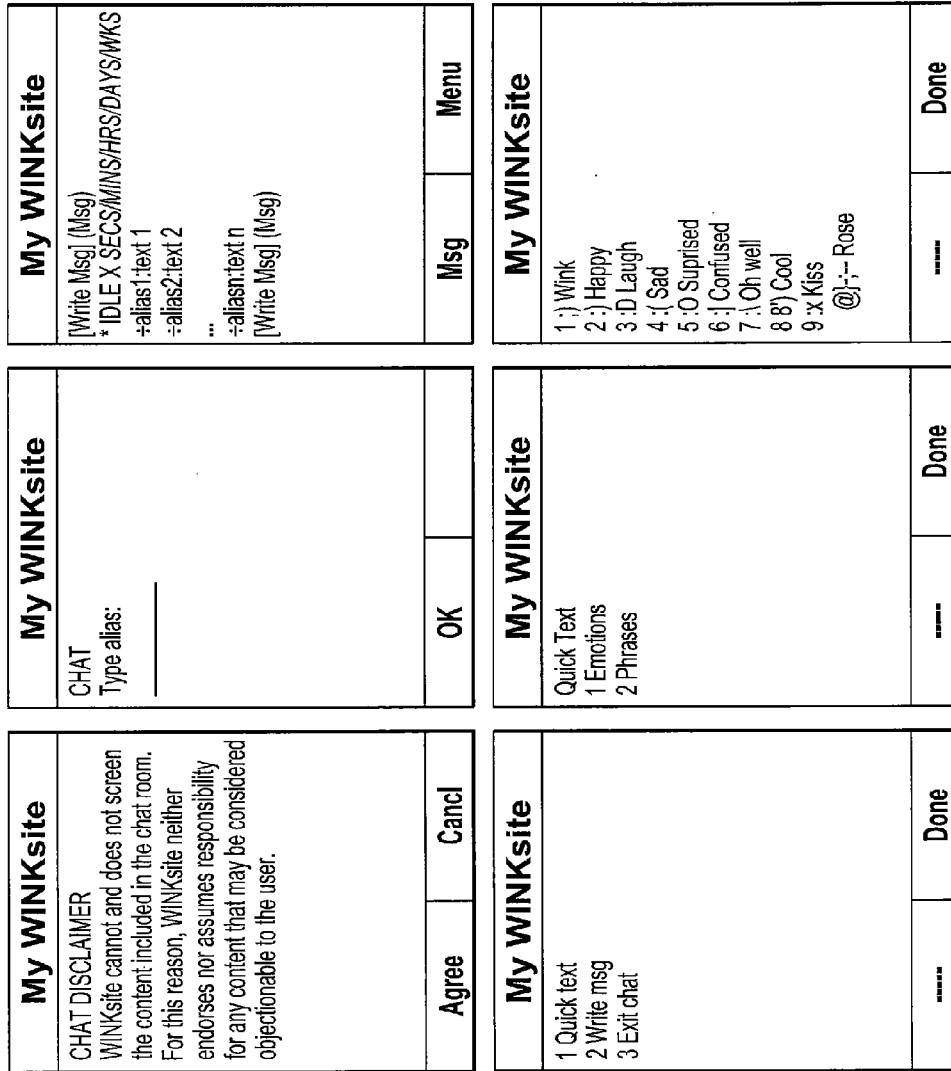 My WINKsite
CHAT DISCLAIMER
WINKsite cannot and does not screen
the content included in the chat room.
For this reason, WINKsite neither
endorses nor assumes responsibility
for any content that may be considered
objectionable to the user.
Agree
Cancl
My WINKsite
CHAT
Type alias:
OK
My WINKsite
[Write Msg] (Msg)
* IDLE X SECS/MINS/HRS/DAYS/WKS
÷alias1:text 1
÷alias2:text 2
...
÷aliasn:text n
[Write Msg] (Msg)
Msg
Menu
My WINKsite
1 Quick text
2 Write msg
3 Exit chat
-----
Done
My WINKsite
Quick Text
1 Emotions
2 Phrases
-----
Done
My WINKsite
1 ;) Wink
2 :) Happy
3 :D Laugh
4 :( Sad
5 :O Suprised
6 :| Confused
7 :\ Oh well
8 B') Cool
9 :x Kiss
@}-;-- Rose
-----
Done